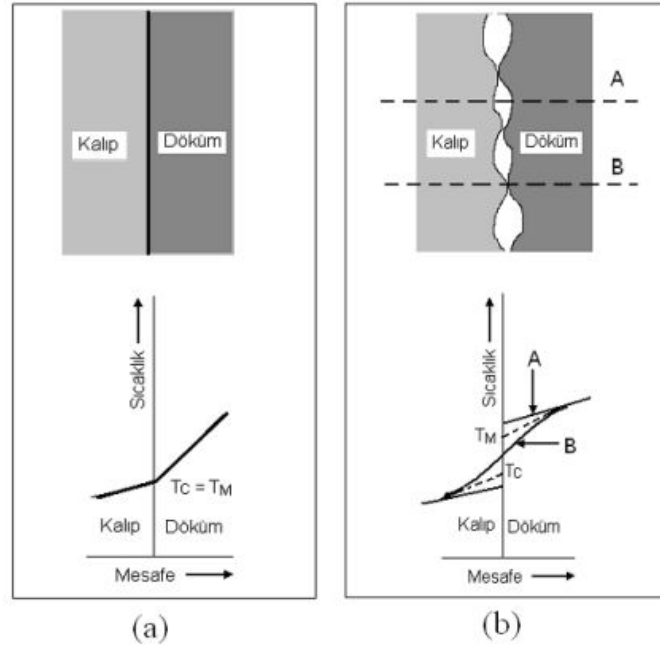 Kalıp
Döküm
Sıcaklık
TC = TM
Kalıp
Döküm
Mesafe
(a)
A
Kalıp
Döküm
B
Sıcaklık
A
TM
B
TC
Kalıp
Döküm
Mesafe
(b)